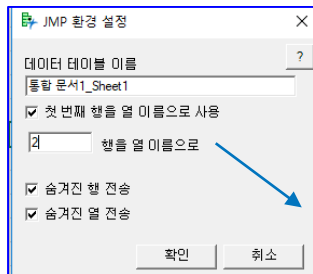 JMP 환경 설정
?
데이터 테이블 이름
통합 문서1_Sheet1
첫 번째 행을 열 이름으로 사용
2 행을 열 이름으로
숨겨진 행 전송
숨겨진 열 전송
확인 취소